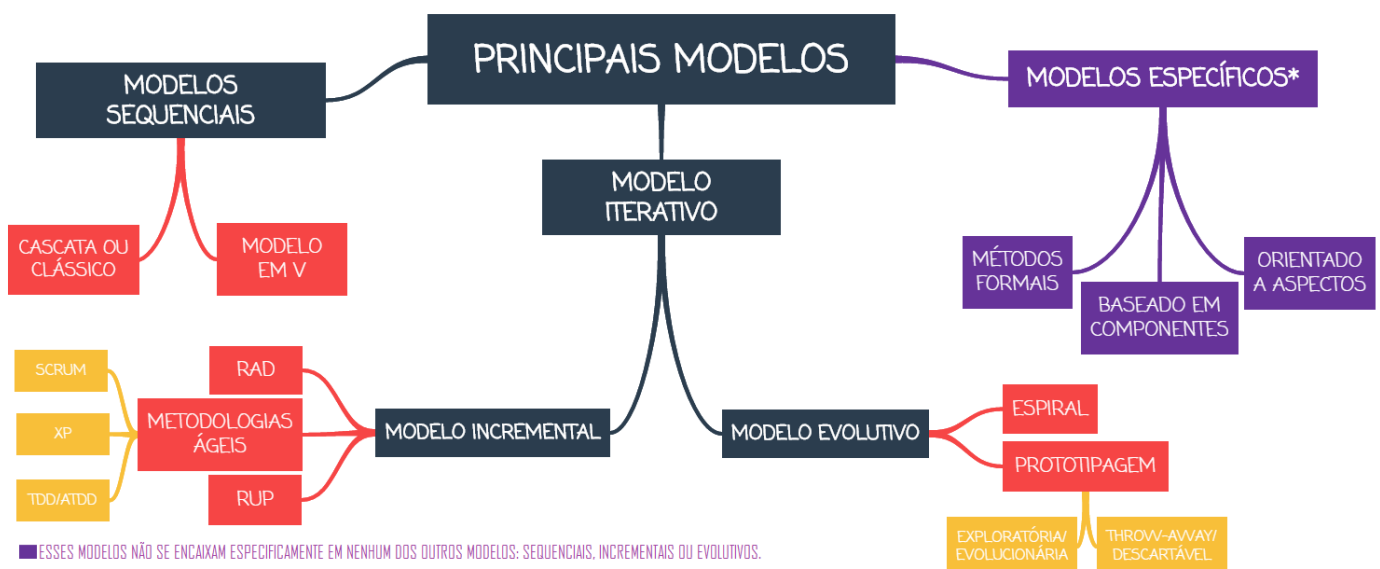 PRINCIPAIS MODELOS
MODELOS
SEQUENCIAIS
MODELOS ESPECÍFICOS*
MODELO
ITERATIVO
CASCATA OU
CLÁSSICO
MODELO
EM V
MÉTODOS
FORMAIS
BASEADO EM
COMPONENTES
ORIENTADO
A ASPECTOS
SCRUM
XP
TDD/ATDD
RAD
METODOLOGIAS
ÁGEIS
RUP
MODELO INCREMENTAL
MODELO EVOLUTIVO
ESPIRAL
PROTOTIPAGEM
EXPLORATÓRIA/
EVOLUCIONÁRIA
THROW-AWAY/
DESCARTÁVEL
ESSES MODELOS NÃO SE ENCAIXAM ESPECIFICAMENTE EM NENHUM DOS OUTROS MODELOS: SEQUENCIAIS, INCREMENTAIS OU EVOLUTIVOS.